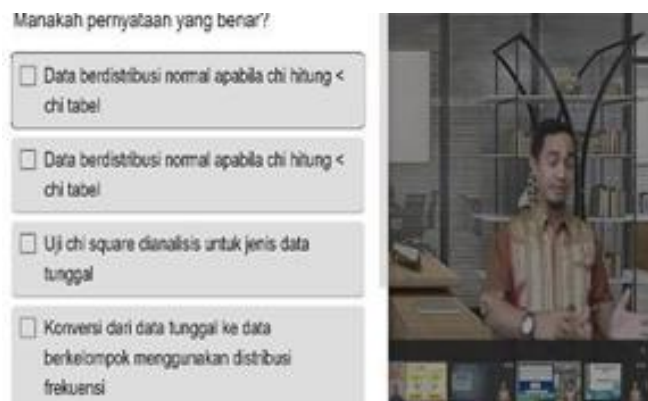 Manakah pernyataan yang benar?
Data berdistribusi normal apabila chi hitung <
chi tabel
Data berdistribusi normal apabila chi hitung <
chi tabel
Uji chi square dianalisis untuk jenis data
tunggal
Konversi dari data tunggal ke data
berkelompok menggunakan distribusi
frekuensi